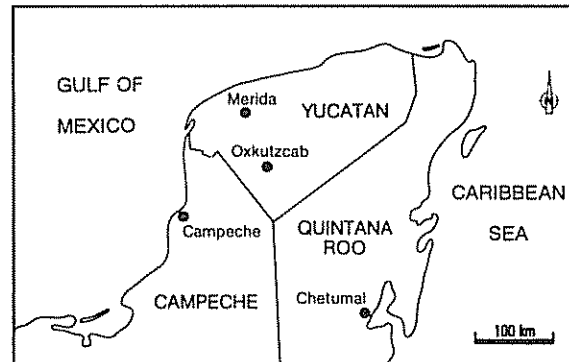 GULF OF
MEXICO
Merida
YUCATAN
N
Oxkutzcab
CARIBBEAN
SEA
Campeche
QUINTANA
ROO
CAMPECHE
Chetumal
100 km